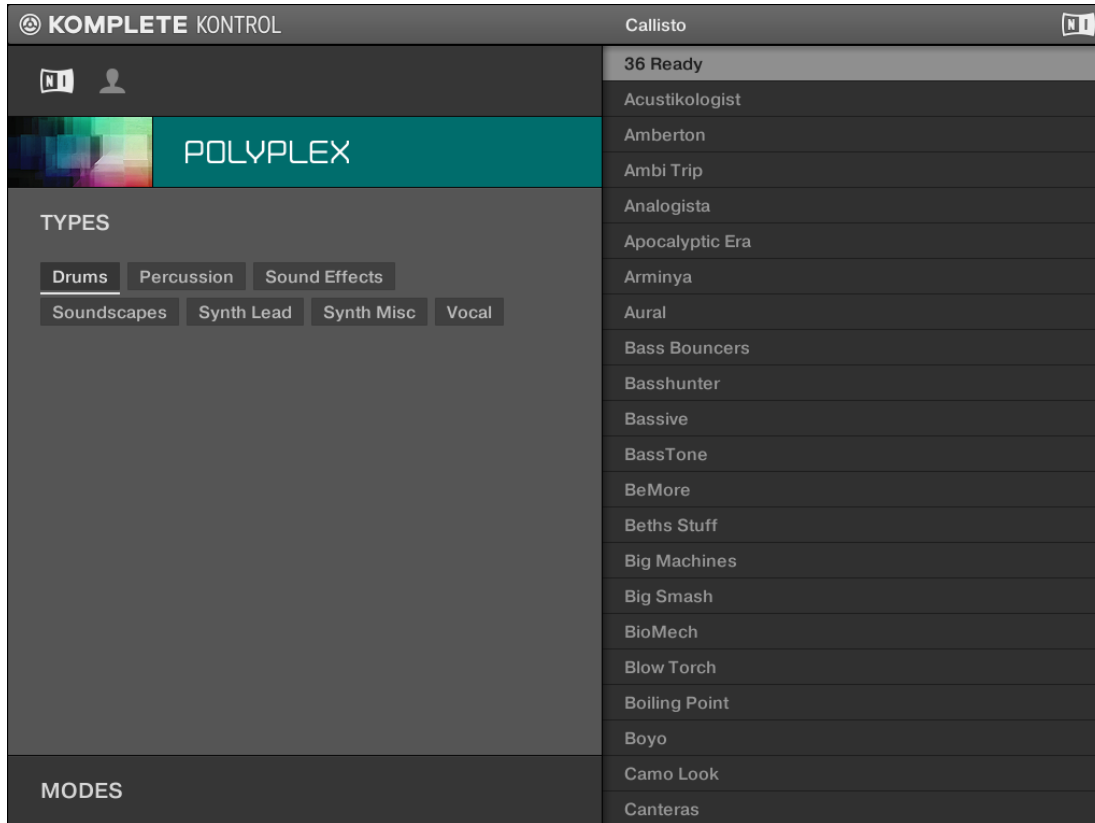 KOMPLETE KONTROL
NI
POLYPLEX
TYPES
Drums Percussion Sound Effects
Soundscapes Synth Lead Synth Misc Vocal
MODES
Callisto NI
36 Ready
Acustikologist
Amberton
Ambi Trip
Analogista
Apocalyptic Era
Arminya
Aural
Bass Bouncers
Basshunter
Bassive
BassTone
BeMore
Beths Stuff
Big Machines
Big Smash
BioMech
Blow Torch
Boiling Point
Boyo
Camo Look
Canteras